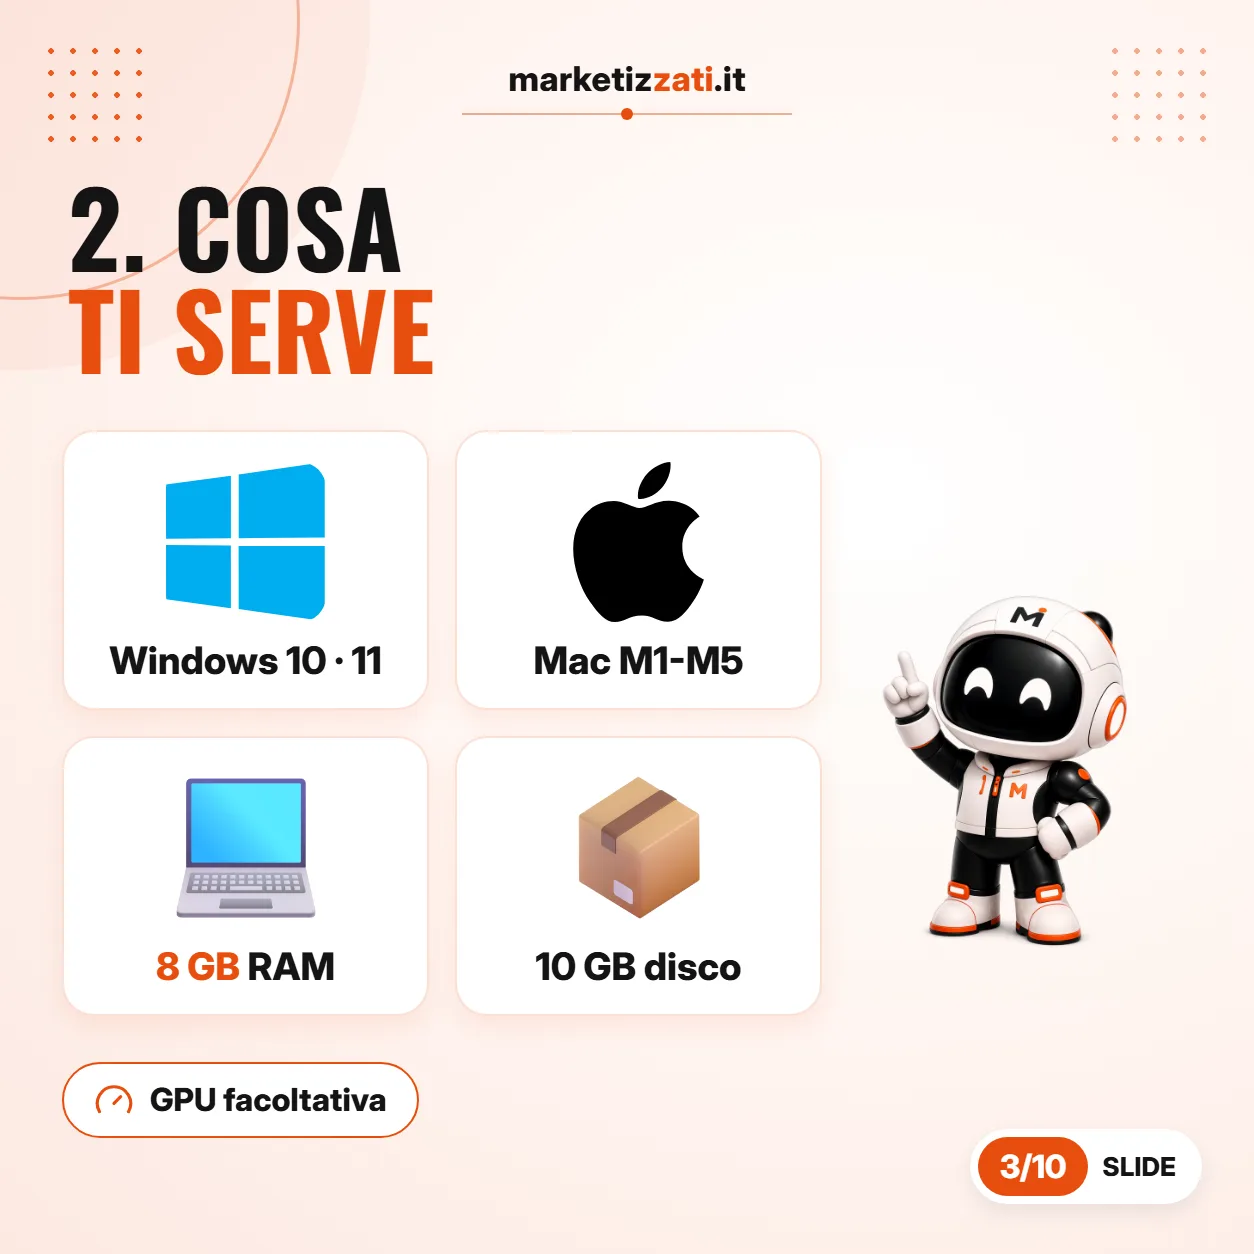 marketizzati.it
2. COSA
TI SERVE
Windows 10 · 11
Mac M1-M5
8 GB RAM
10 GB disco
GPU facoltativa
Mi
M
3/10 SLIDE